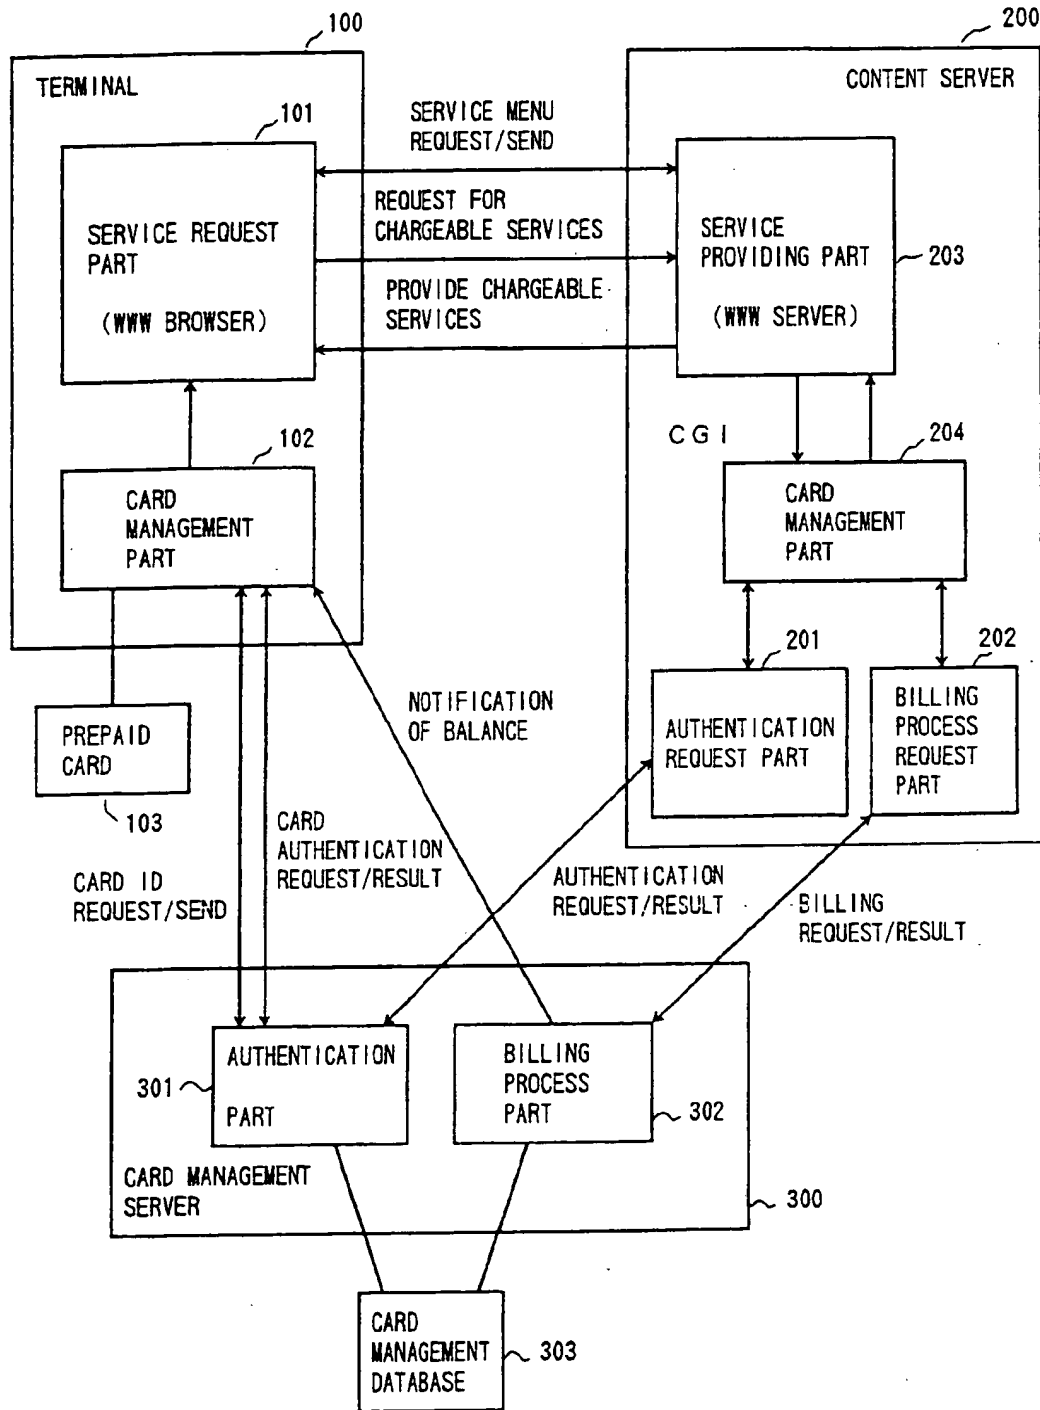 100
TERMINAL
101
SERVICE REQUEST
PART
(WWW BROWSER)
102
CARD
MANAGEMENT
PART
PREPAID
CARD
103
SERVICE MENU
REQUEST/SEND
REQUEST FOR
CHARGEABLE SERVICES
PROVIDE CHARGEABLE
SERVICES
200
CONTENT SERVER
SERVICE
PROVIDING PART
(WWW SERVER)
203
CGI
204
CARD
MANAGEMENT
PART
201
AUTHENTICATION
REQUEST PART
202
BILLING
PROCESS
REQUEST
PART
NOTIFICATION
OF BALANCE
CARD ID
REQUEST/SEND
CARD
AUTHENTICATION
REQUEST/RESULT
AUTHENTICATION
REQUEST/RESULT
BILLING
REQUEST/RESULT
301
AUTHENTICATION
PART
BILLING
PROCESS
PART
302
CARD MANAGEMENT
SERVER
300
CARD
MANAGEMENT
DATABASE
303